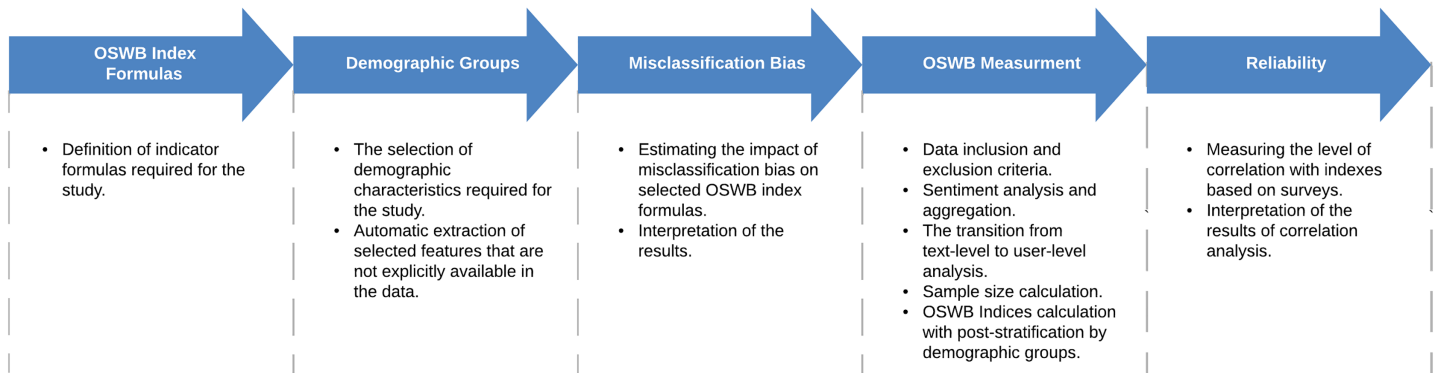 OSWB Index
Formulas
• Definition of indicator
formulas required for the
study.
Demographic Groups
• The selection of
demographic
characteristics required for
the study.
• Automatic extraction of
selected features that are
not explicitly available in
the data.
Misclassification Bias
• Estimating the impact of
misclassification bias on
selected OSWB index
formulas.
• Interpretation of the
results.
OSWB Measurment
• Data inclusion and
exclusion criteria.
• Sentiment analysis and
aggregation.
• The transition from
text-level to user-level
analysis.
• Sample size calculation.
• OSWB Indices calculation
with post-stratification by
demographic groups.
Reliability
• Measuring the level of
correlation with indexes
based on surveys.
• Interpretation of the
results of correlation
analysis.